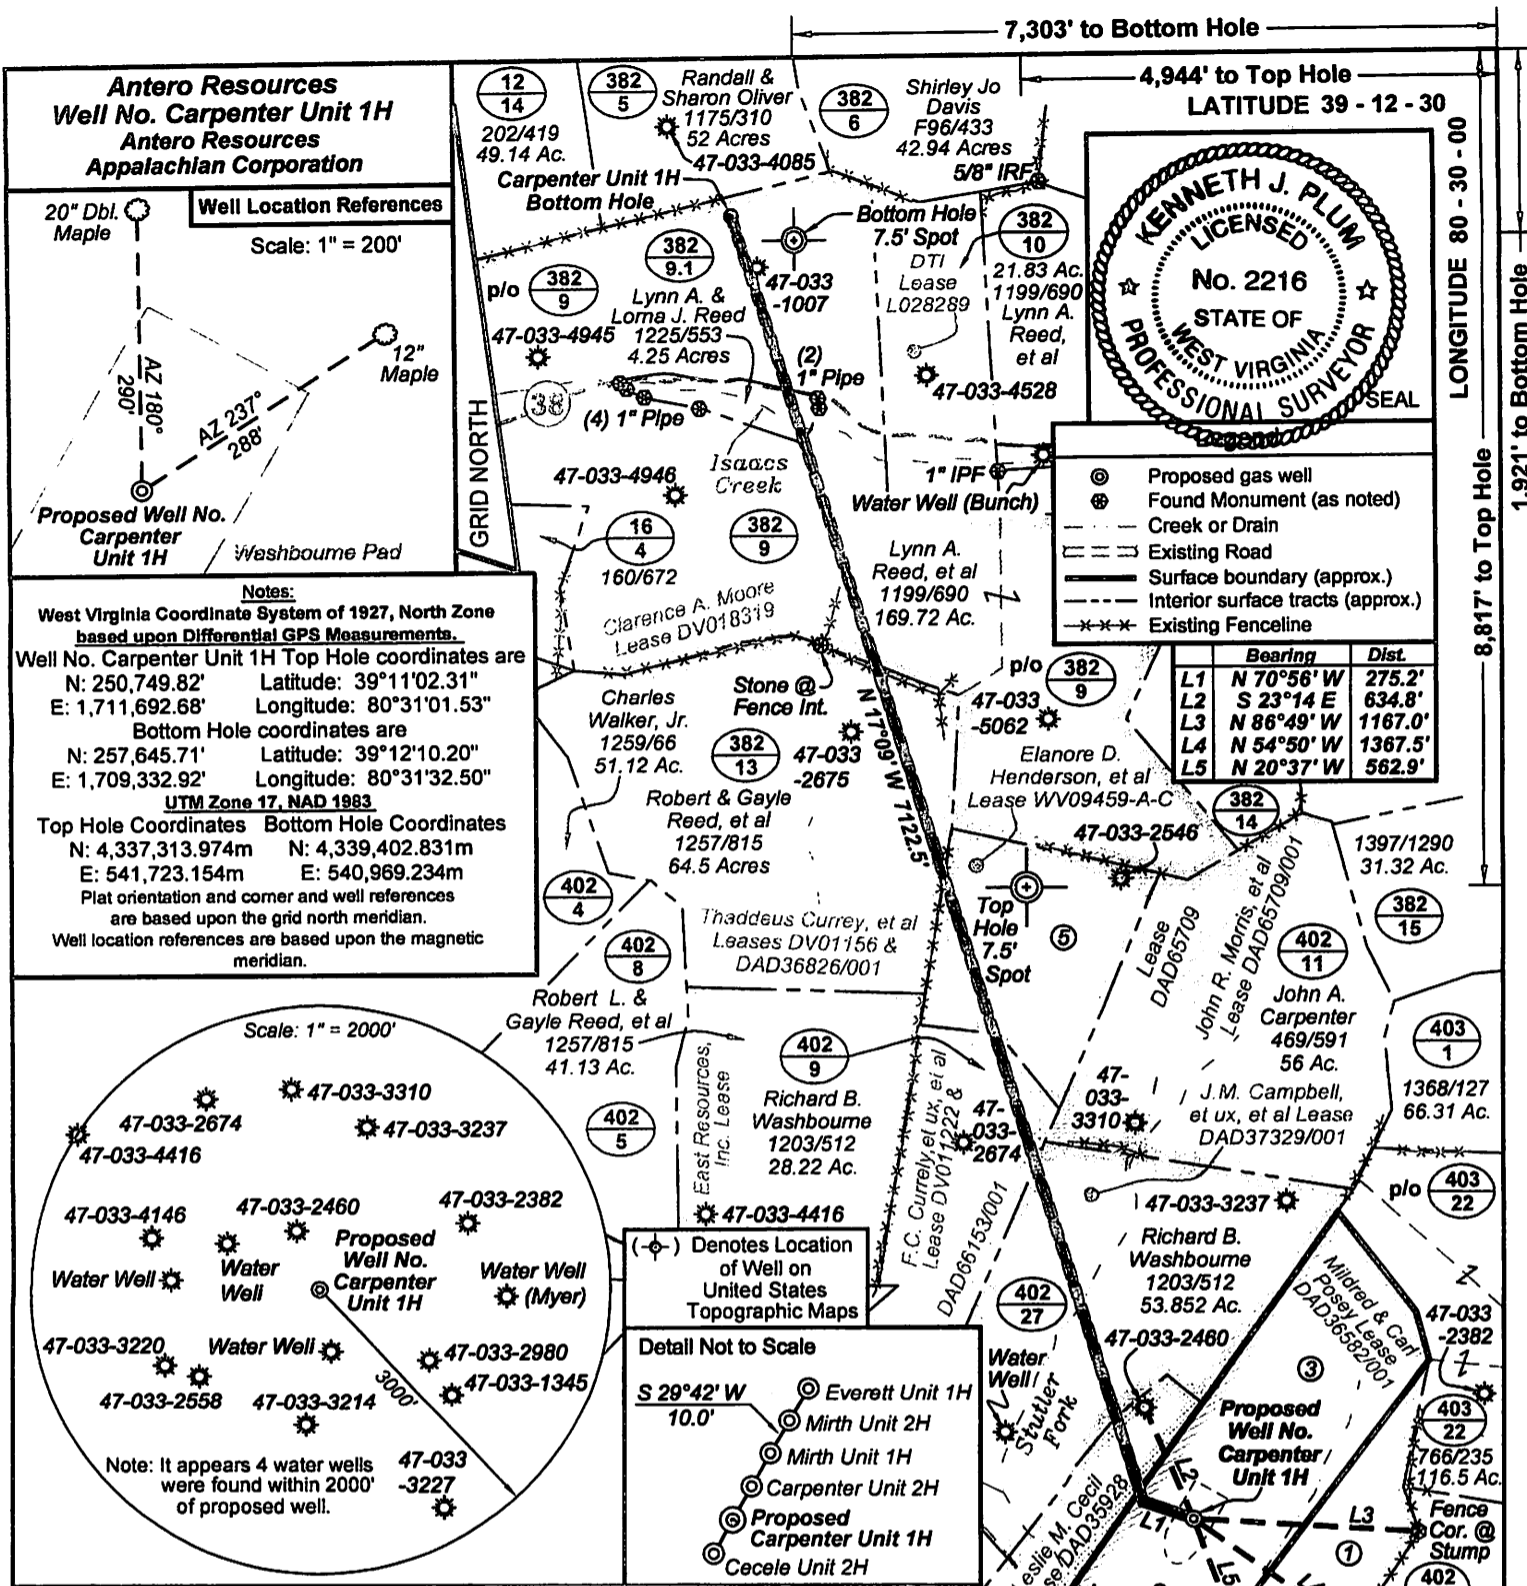 7,303' to Bottom Hole
4,944' to Top Hole
LATITUDE 39 - 12 - 30
LONGITUDE 80 - 30 - 00
8,817' to Top Hole
1,921' to Bottom Hole
Antero Resources
Well No. Carpenter Unit 1H
Antero Resources
Appalachian Corporation
Well Location References
20" Dbl.
Maple
Scale: 1" = 200'
12"
Maple
AZ 180°
290'
AZ 237°
288'
Proposed Well No.
Carpenter
Unit 1H
Washbourne Pad
GRID NORTH
12
14
202/419
49.14 Ac.
382
5
Randall &
Sharon Oliver
1175/310
52 Acres
47-033-4085
382
6
Shirley Jo
Davis
F96/433
42.94 Acres
5/8" IRF
Carpenter Unit 1H
Bottom Hole
Bottom Hole
7.5' Spot
382
10
21.83 Ac.
1199/690
Lynn A.
Reed,
et al
DTI
Lease
L028289
382
9.1
Lynn A. &
Lorna J. Reed
1225/553
4.25 Acres
p/o
382
9
47-033-4945
47-033
-1007
(2)
1" Pipe
47-033-4528
38
(4) 1" Pipe
Isaacs
Creek
1" IPF
Water Well (Bunch)
47-033-4946
16
4
160/672
382
9
Lynn A.
Reed, et al
1199/690
169.72 Ac.
Clarence A. Moore
Lease DV018319
KENNETH J. PLUM
LICENSED
No. 2216
STATE OF
WEST VIRGINIA
PROFESSIONAL SURVEYOR
SEAL
Legend
Proposed gas well
Found Monument (as noted)
Creek or Drain
Existing Road
Surface boundary (approx.)
Interior surface tracts (approx.)
Existing Fenceline
Bearing Dist.
L1 N 70°56' W 275.2'
L2 S 23°14 E 634.8'
L3 N 86°49' W 1167.0'
L4 N 54°50' W 1367.5'
L5 N 20°37' W 562.9'
Notes:
West Virginia Coordinate System of 1927, North Zone
based upon Differential GPS Measurements.
Well No. Carpenter Unit 1H Top Hole coordinates are
N: 250,749.82' Latitude: 39°11'02.31"
E: 1,711,692.68' Longitude: 80°31'01.53"
Bottom Hole coordinates are
N: 257,645.71' Latitude: 39°12'10.20"
E: 1,709,332.92' Longitude: 80°31'32.50"
UTM Zone 17, NAD 1983
Top Hole Coordinates Bottom Hole Coordinates
N: 4,337,313.974m N: 4,339,402.831m
E: 541,723.154m E: 540,969.234m
Plat orientation and corner and well references
are based upon the grid north meridian.
Well location references are based upon the magnetic
meridian.
Stone @
Fence Int.
N 17°09' W 7122.5'
Charles
Walker, Jr.
1259/66
51.12 Ac.
382
13
47-033
-2675
Robert & Gayle
Reed, et al
1257/815
64.5 Acres
p/o
382
9
47-033
-5062
Elanore D.
Henderson, et al
Lease WV09459-A-C
382
14
47-033-2546
1397/1290
31.32 Ac.
382
15
402
4
Top
Hole
7.5'
Spot
5
Lease
DAD65709
John R. Morris, et al
Lease DAD65709/001
402
11
John A.
Carpenter
469/591
56 Ac.
Thaddeus Currey, et al
Leases DV01156 &
DAD36826/001
402
8
Robert L. &
Gayle Reed, et al
1257/815
41.13 Ac.
402
9
Richard B.
Washbourne
1203/512
28.22 Ac.
402
5
East Resources,
Inc. Lease
47-033-4416
F.C. Currely,et ux, et al
Lease DV011222 &
DAD66153/001
47-
033-
2674
47-
033-
3310
J.M. Campbell,
et ux, et al Lease
DAD37329/001
403
1
1368/127
66.31 Ac.
p/o
403
22
47-033-3237
Richard B.
Washbourne
1203/512
53.852 Ac.
Mildred & Carl
Posey Lease
DAD36582/001
47-033
-2382
402
27
47-033-2460
Water
Well
Strutler
Fork
3
Proposed
Well No.
Carpenter
Unit 1H
403
22
766/235
116.5 Ac.
Fence
Cor. @
Stump
L1
L2
L3
L5
1
402
eslie M. Cecil
se DAD35928
Scale: 1" = 2000'
47-033-3310
47-033-2674
47-033-3237
47-033-4416
47-033-4146
47-033-2460
47-033-2382
Water Well
Water
Well
Proposed
Well No.
Carpenter
Unit 1H
Water Well
(Myer)
47-033-3220
Water Well
47-033-2980
47-033-1345
47-033-2558
47-033-3214
3000'
47-033
-3227
Note: It appears 4 water wells
were found within 2000'
of proposed well.
Denotes Location
of Well on
United States
Topographic Maps
Detail Not to Scale
S 29°42' W
10.0'
Everett Unit 1H
Mirth Unit 2H
Mirth Unit 1H
Carpenter Unit 2H
Proposed
Carpenter Unit 1H
Cecele Unit 2H